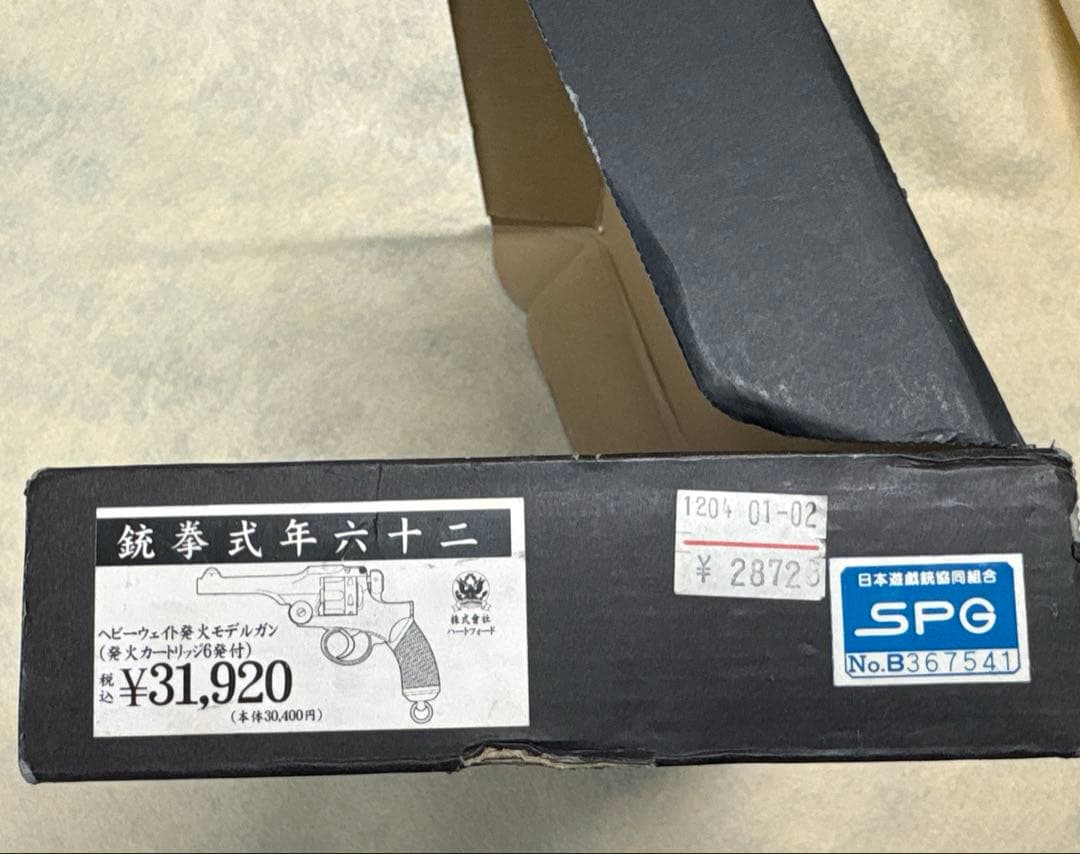 銃拳式年六十二
株式會社
ハートフォード
ヘビーウェイト発火モデルガン
(発火カートリッジ6発付)
税込 ¥31,920
(本体30,400円)
1204 01-02
¥ 28728
日本遊戯銃協同組合
SPG
No.B367541